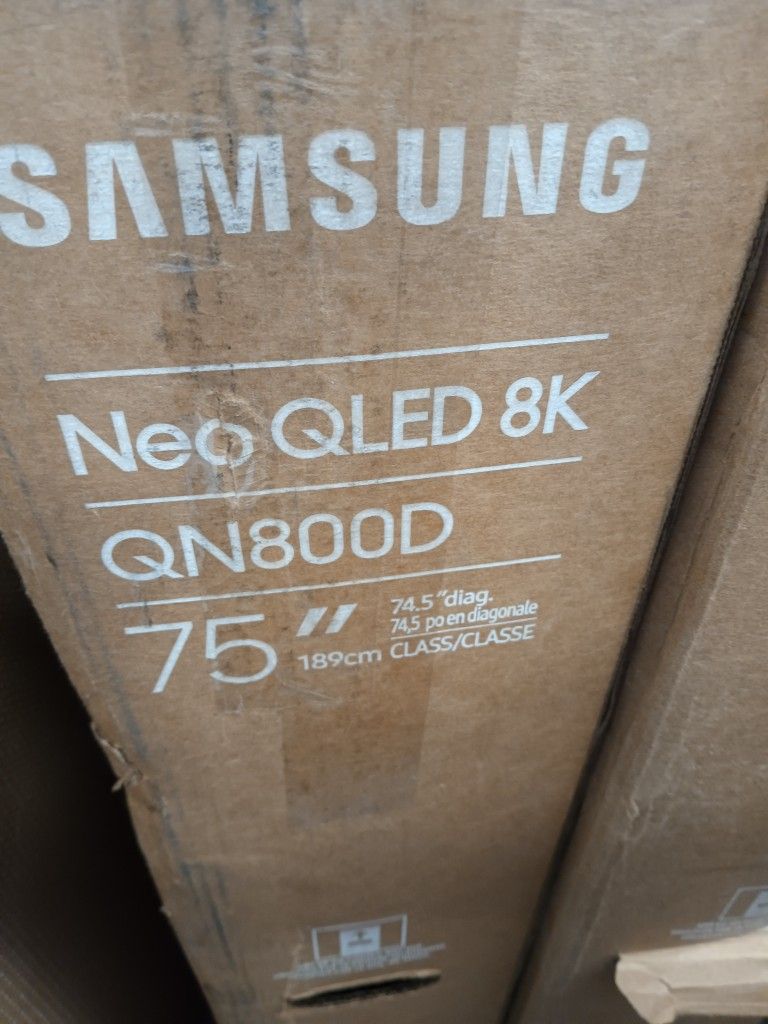 SAMSUNG
Neo QLED 8K
QN800D
75"
74.5"diag.
74,5 po en diagonale
189cm CLASS/CLASSE